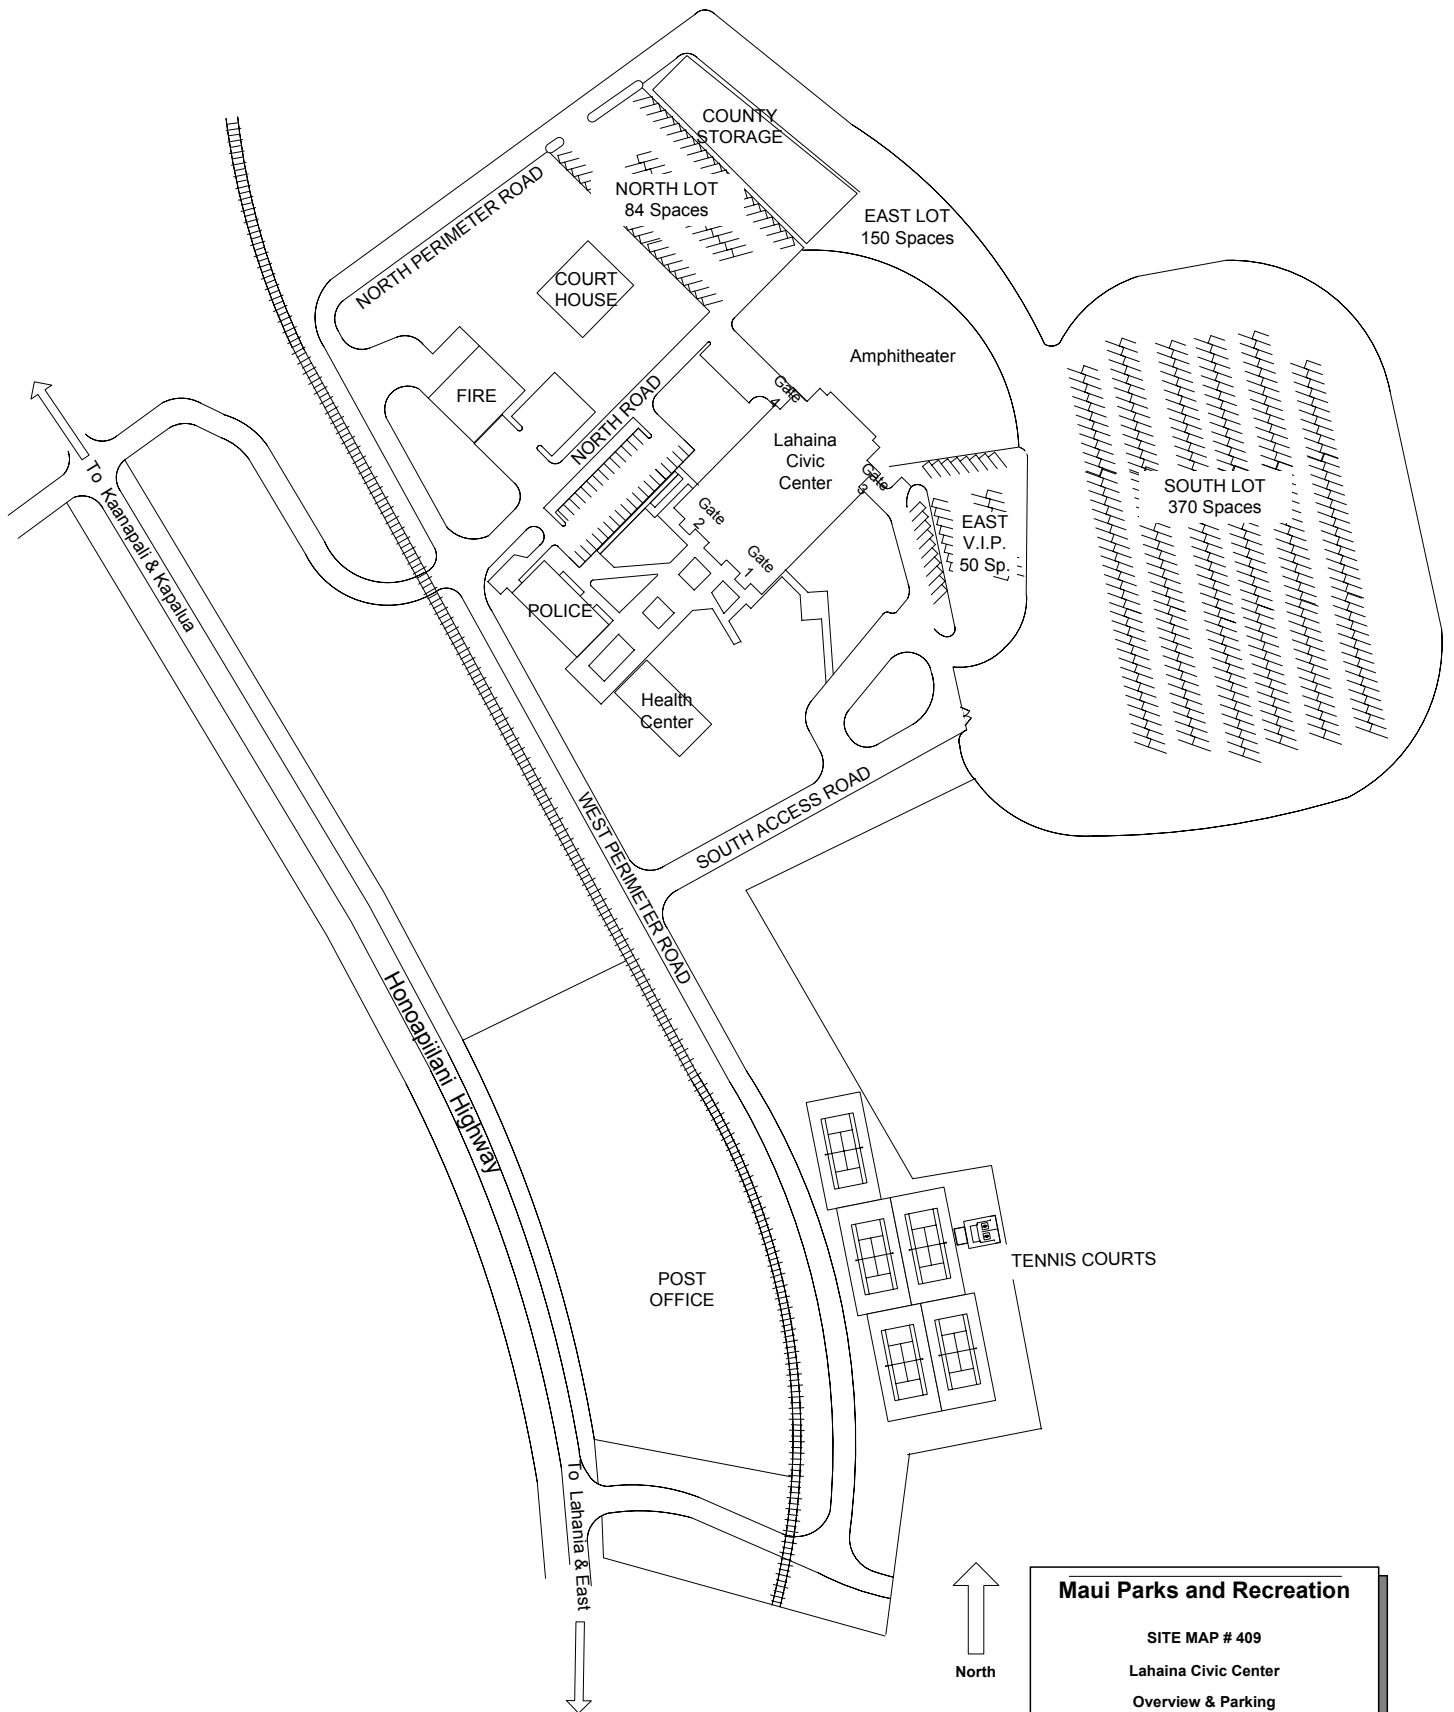 COUNTY
STORAGE
NORTH LOT
84 Spaces
NORTH PERIMETER ROAD
EAST LOT
150 Spaces
COURT
HOUSE
Amphitheater
FIRE
Gate
4
NORTH ROAD
Lahaina
Civic
Center
Gate
3
SOUTH LOT
370 Spaces
To Kaanapali & Kapalua
Gate
2
EAST
V.I.P.
50 Sp.
Gate
1
POLICE
Health
Center
WEST PERIMETER ROAD
SOUTH ACCESS ROAD
Honoapiilani Highway
POST
OFFICE
TENNIS COURTS
To Lahania & East
North
Maui Parks and Recreation
SITE MAP # 409
Lahaina Civic Center
Overview & Parking